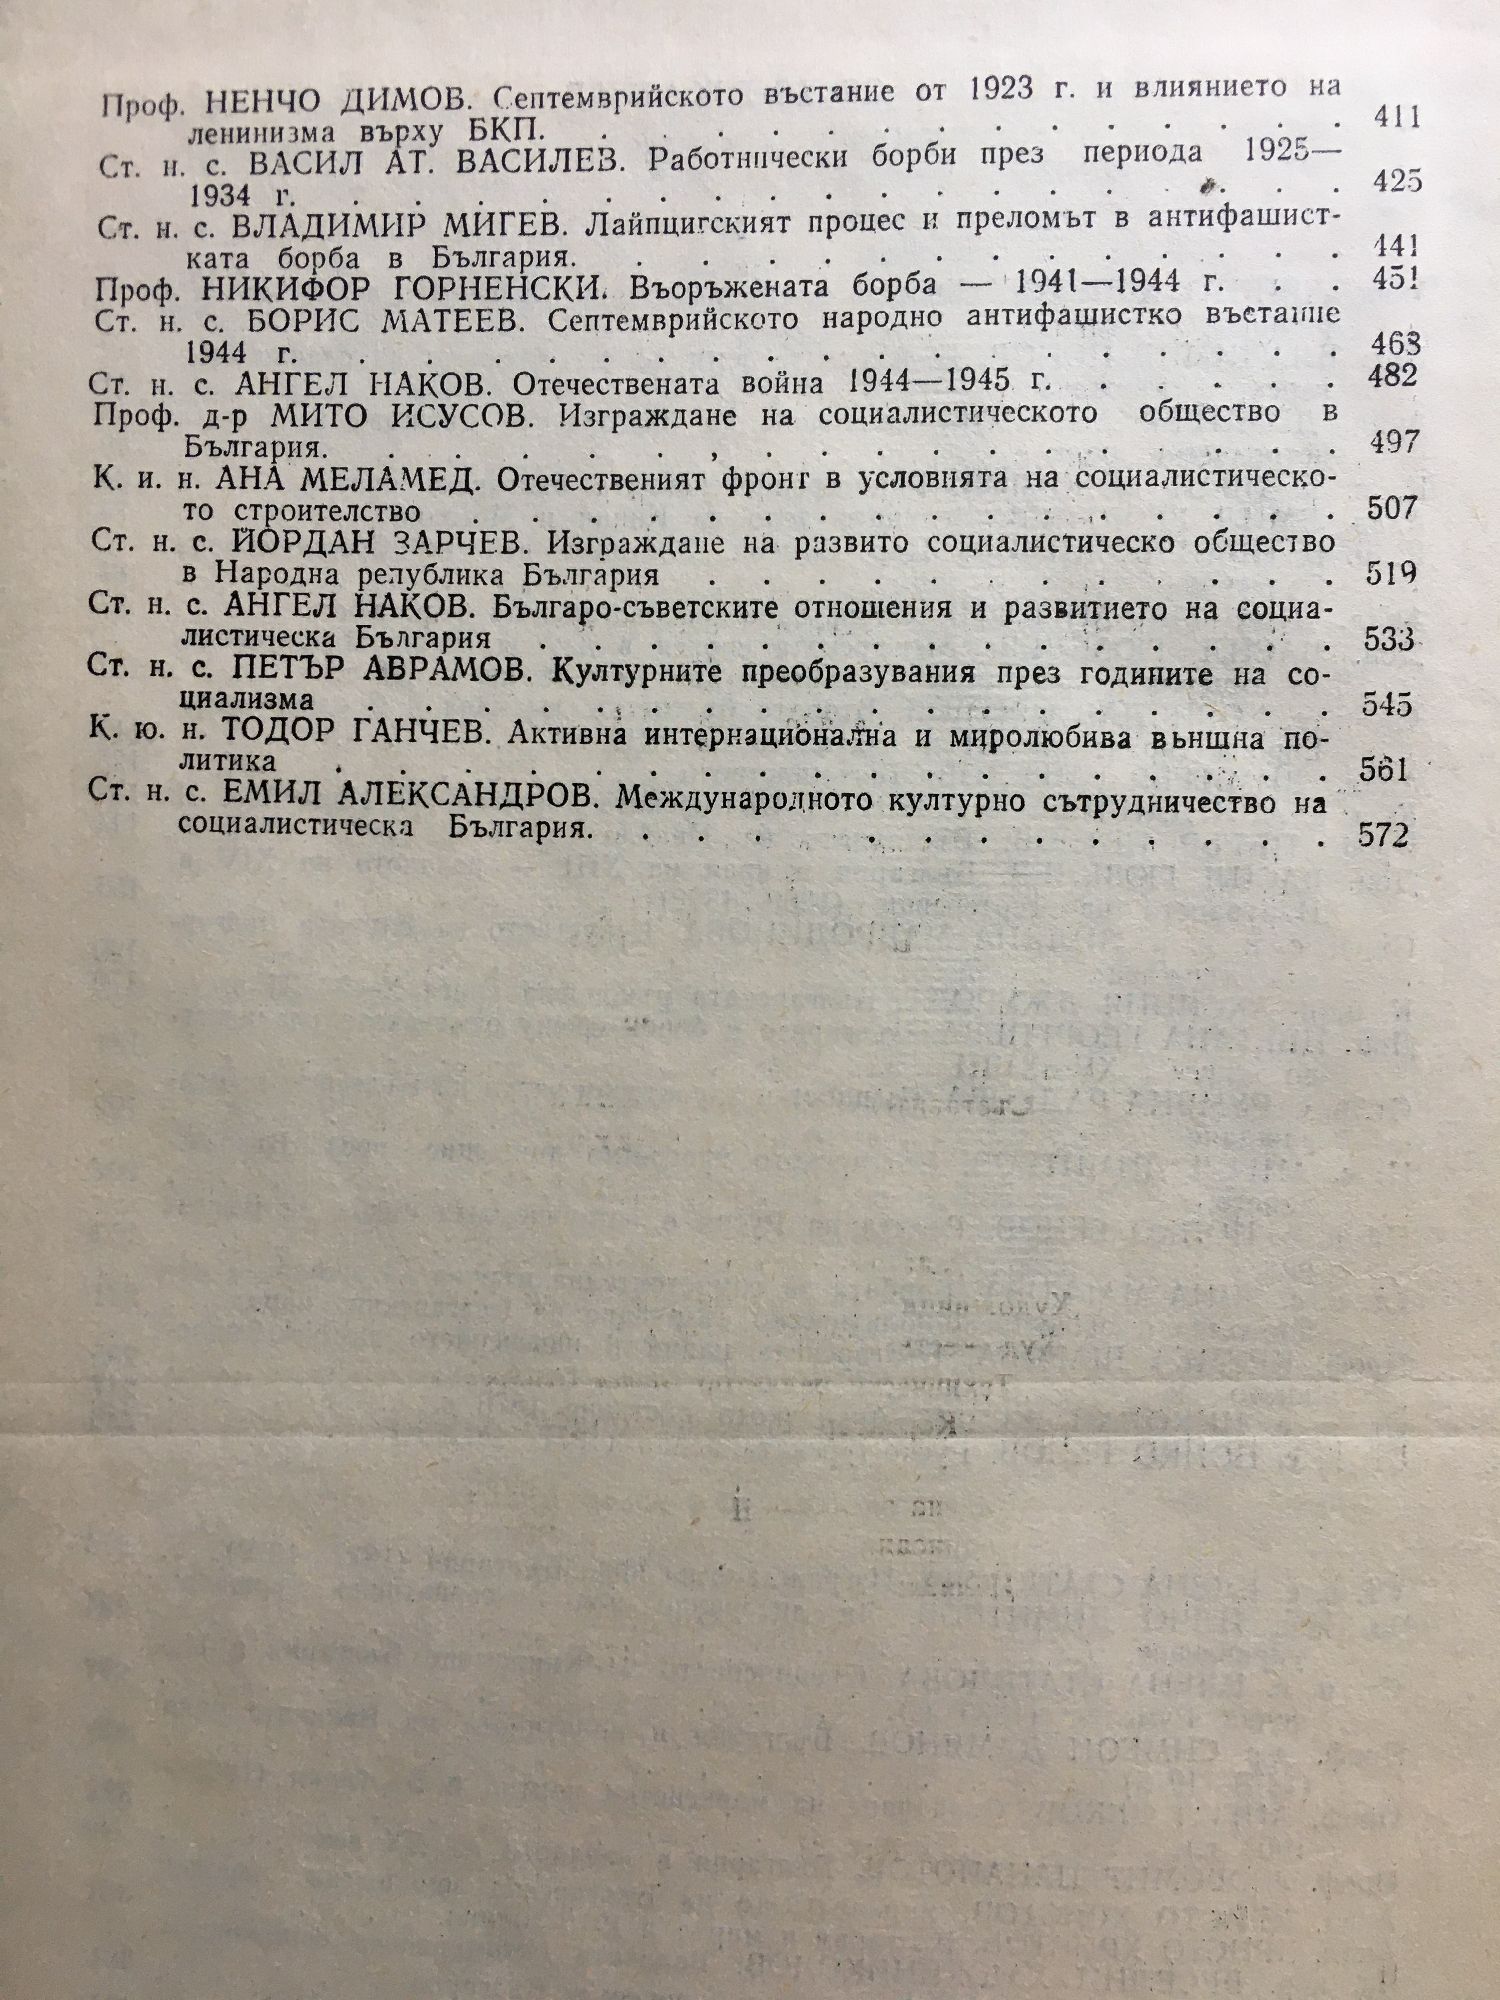 Проф. НЕНЧО ДИМОВ. Септемврийското въстание от 1923 г. и влиянието на
ленинизма върху БКП. . . . . . . . . . . . . . . 411
Ст. н. с. ВАСИЛ АТ. ВАСИЛЕВ. Работнически борби през периода 1925—
1934 г. . . . . . . . . . . . . . . . . . . . 425
Ст. н. с. ВЛАДИМИР МИГЕВ. Лайпцигският процес и преломът в антифашист-
ката борба в България. . . . . . . . . . . . . . . 441
Проф. НИКИФОР ГОРНЕНСКИ. Въоръжената борба — 1941—1944 г. . . 451
Ст. н. с. БОРИС МАТЕЕВ. Септемврийското народно антифашистко въстание
1944 г. . . . . . . . . . . . . . . . . . . . 463
Ст. н. с. АНГЕЛ НАКОВ. Отечествената война 1944—1945 г. . . . . . 482
Проф. д-р МИТО ИСУСОВ. Изграждане на социалистическото общество в
България. . . . . . . . . . . . . . . . . . . 497
К. и. н. АНА МЕЛАМЕД. Отечественият фронт в условията на социалистическо-
то строителство . . . . . . . . . . . . . . . . 507
Ст. н. с. ЙОРДАН ЗАРЧЕВ. Изграждане на развито социалистическо общество
в Народна република България . . . . . . . . . . . . 519
Ст. н. с. АНГЕЛ НАКОВ. Българо-съветските отношения и развитието на социа-
листическа България . . . . . . . . . . . . . . . 533
Ст. н. с. ПЕТЪР АВРАМОВ. Културните преобразувания през годините на со-
циализма . . . . . . . . . . . . . . . . . . 545
К. ю. н. ТОДОР ГАНЧЕВ. Активна интернационална и миролюбива външна по-
литика . . . . . . . . . . . . . . . . . . . 561
Ст. н. с. ЕМИЛ АЛЕКСАНДРОВ. Международното културно сътрудничество на
социалистическа България. . . . . . . . . . . . . . 572